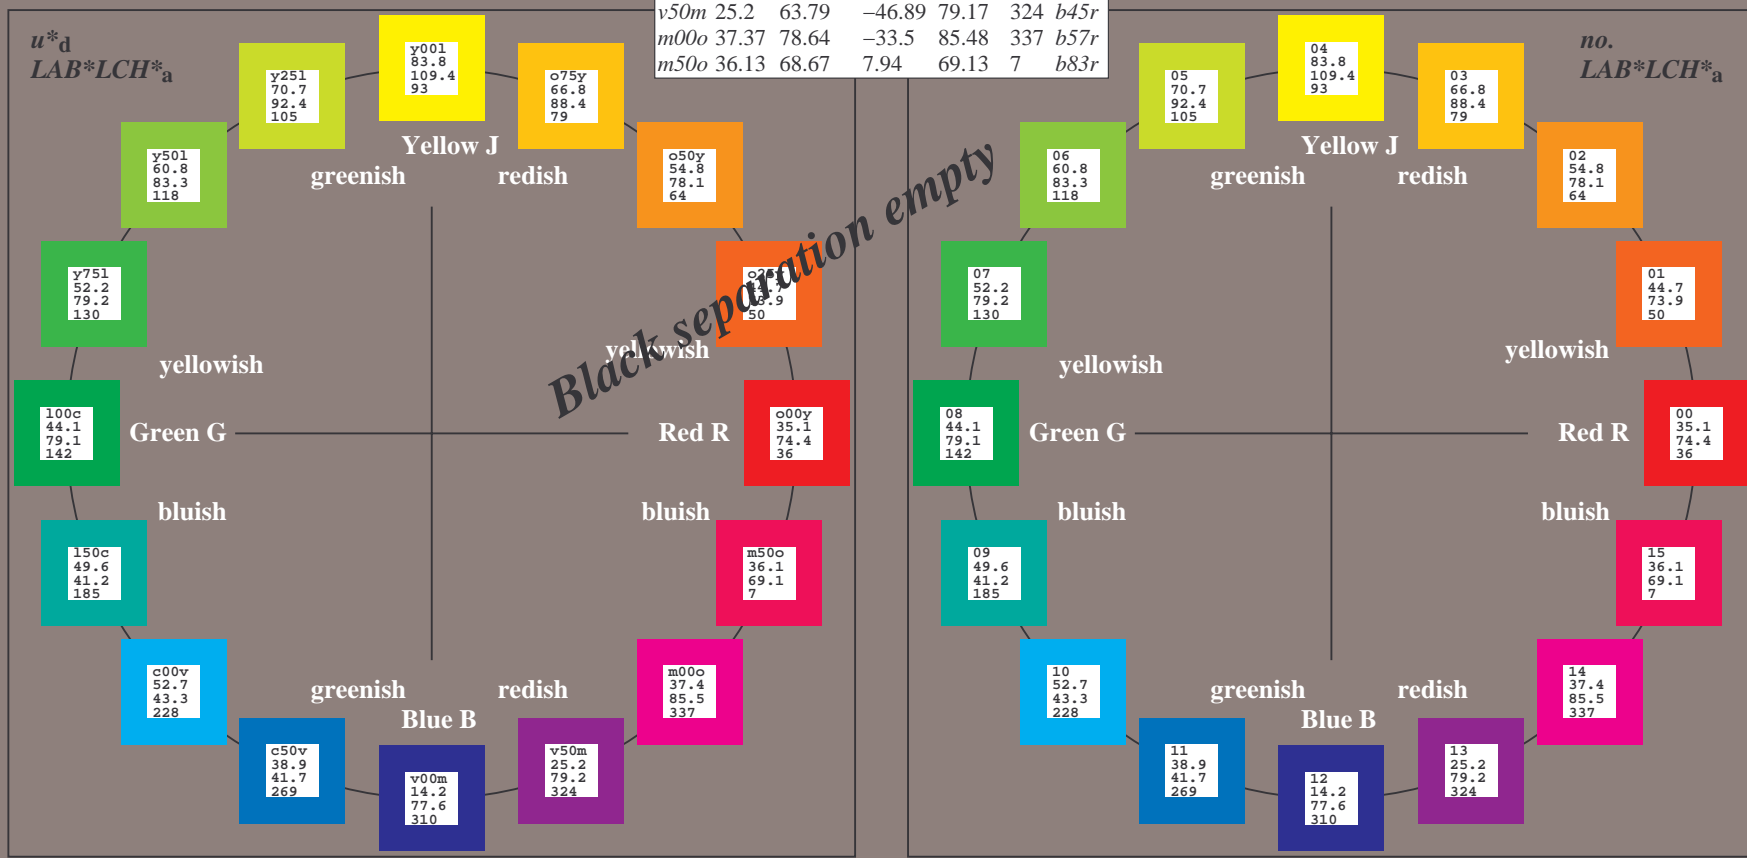 v50m 25.2 63.79 −46.89 79.17 324 b45r
m00o 37.37 78.64 −33.5 85.48 337 b57r
m50o 36.13 68.67 7.94 69.13 7 b83r
u*d
LAB*LCH*a
y00l
83.8
109.4
93
y25l
70.7
92.4
105
o75y
66.8
88.4
79
y50l
60.8
83.3
118
o50y
54.8
78.1
64
y75l
52.2
79.2
130
50
l00c
44.1
79.1
142
o00y
35.1
74.4
36
l50c
49.6
41.2
185
m50o
36.1
69.1
7
c00v
52.7
43.3
228
m00o
37.4
85.5
337
c50v
38.9
41.7
269
v00m
14.2
77.6
310
v50m
25.2
79.2
324
Yellow J
greenish redish
yellowish yellowish
Green G Red R
bluish bluish
greenish redish
Blue B
Black separation empty
no.
LAB*LCH*a
04
83.8
109.4
93
05
70.7
92.4
105
03
66.8
88.4
79
06
60.8
83.3
118
02
54.8
78.1
64
07
52.2
79.2
130
01
44.7
73.9
50
08
44.1
79.1
142
00
35.1
74.4
36
09
49.6
41.2
185
15
36.1
69.1
7
10
52.7
43.3
228
14
37.4
85.5
337
11
38.9
41.7
269
12
14.2
77.6
310
13
25.2
79.2
324
Yellow J
greenish redish
yellowish yellowish
Green G Red R
bluish bluish
greenish redish
Blue B